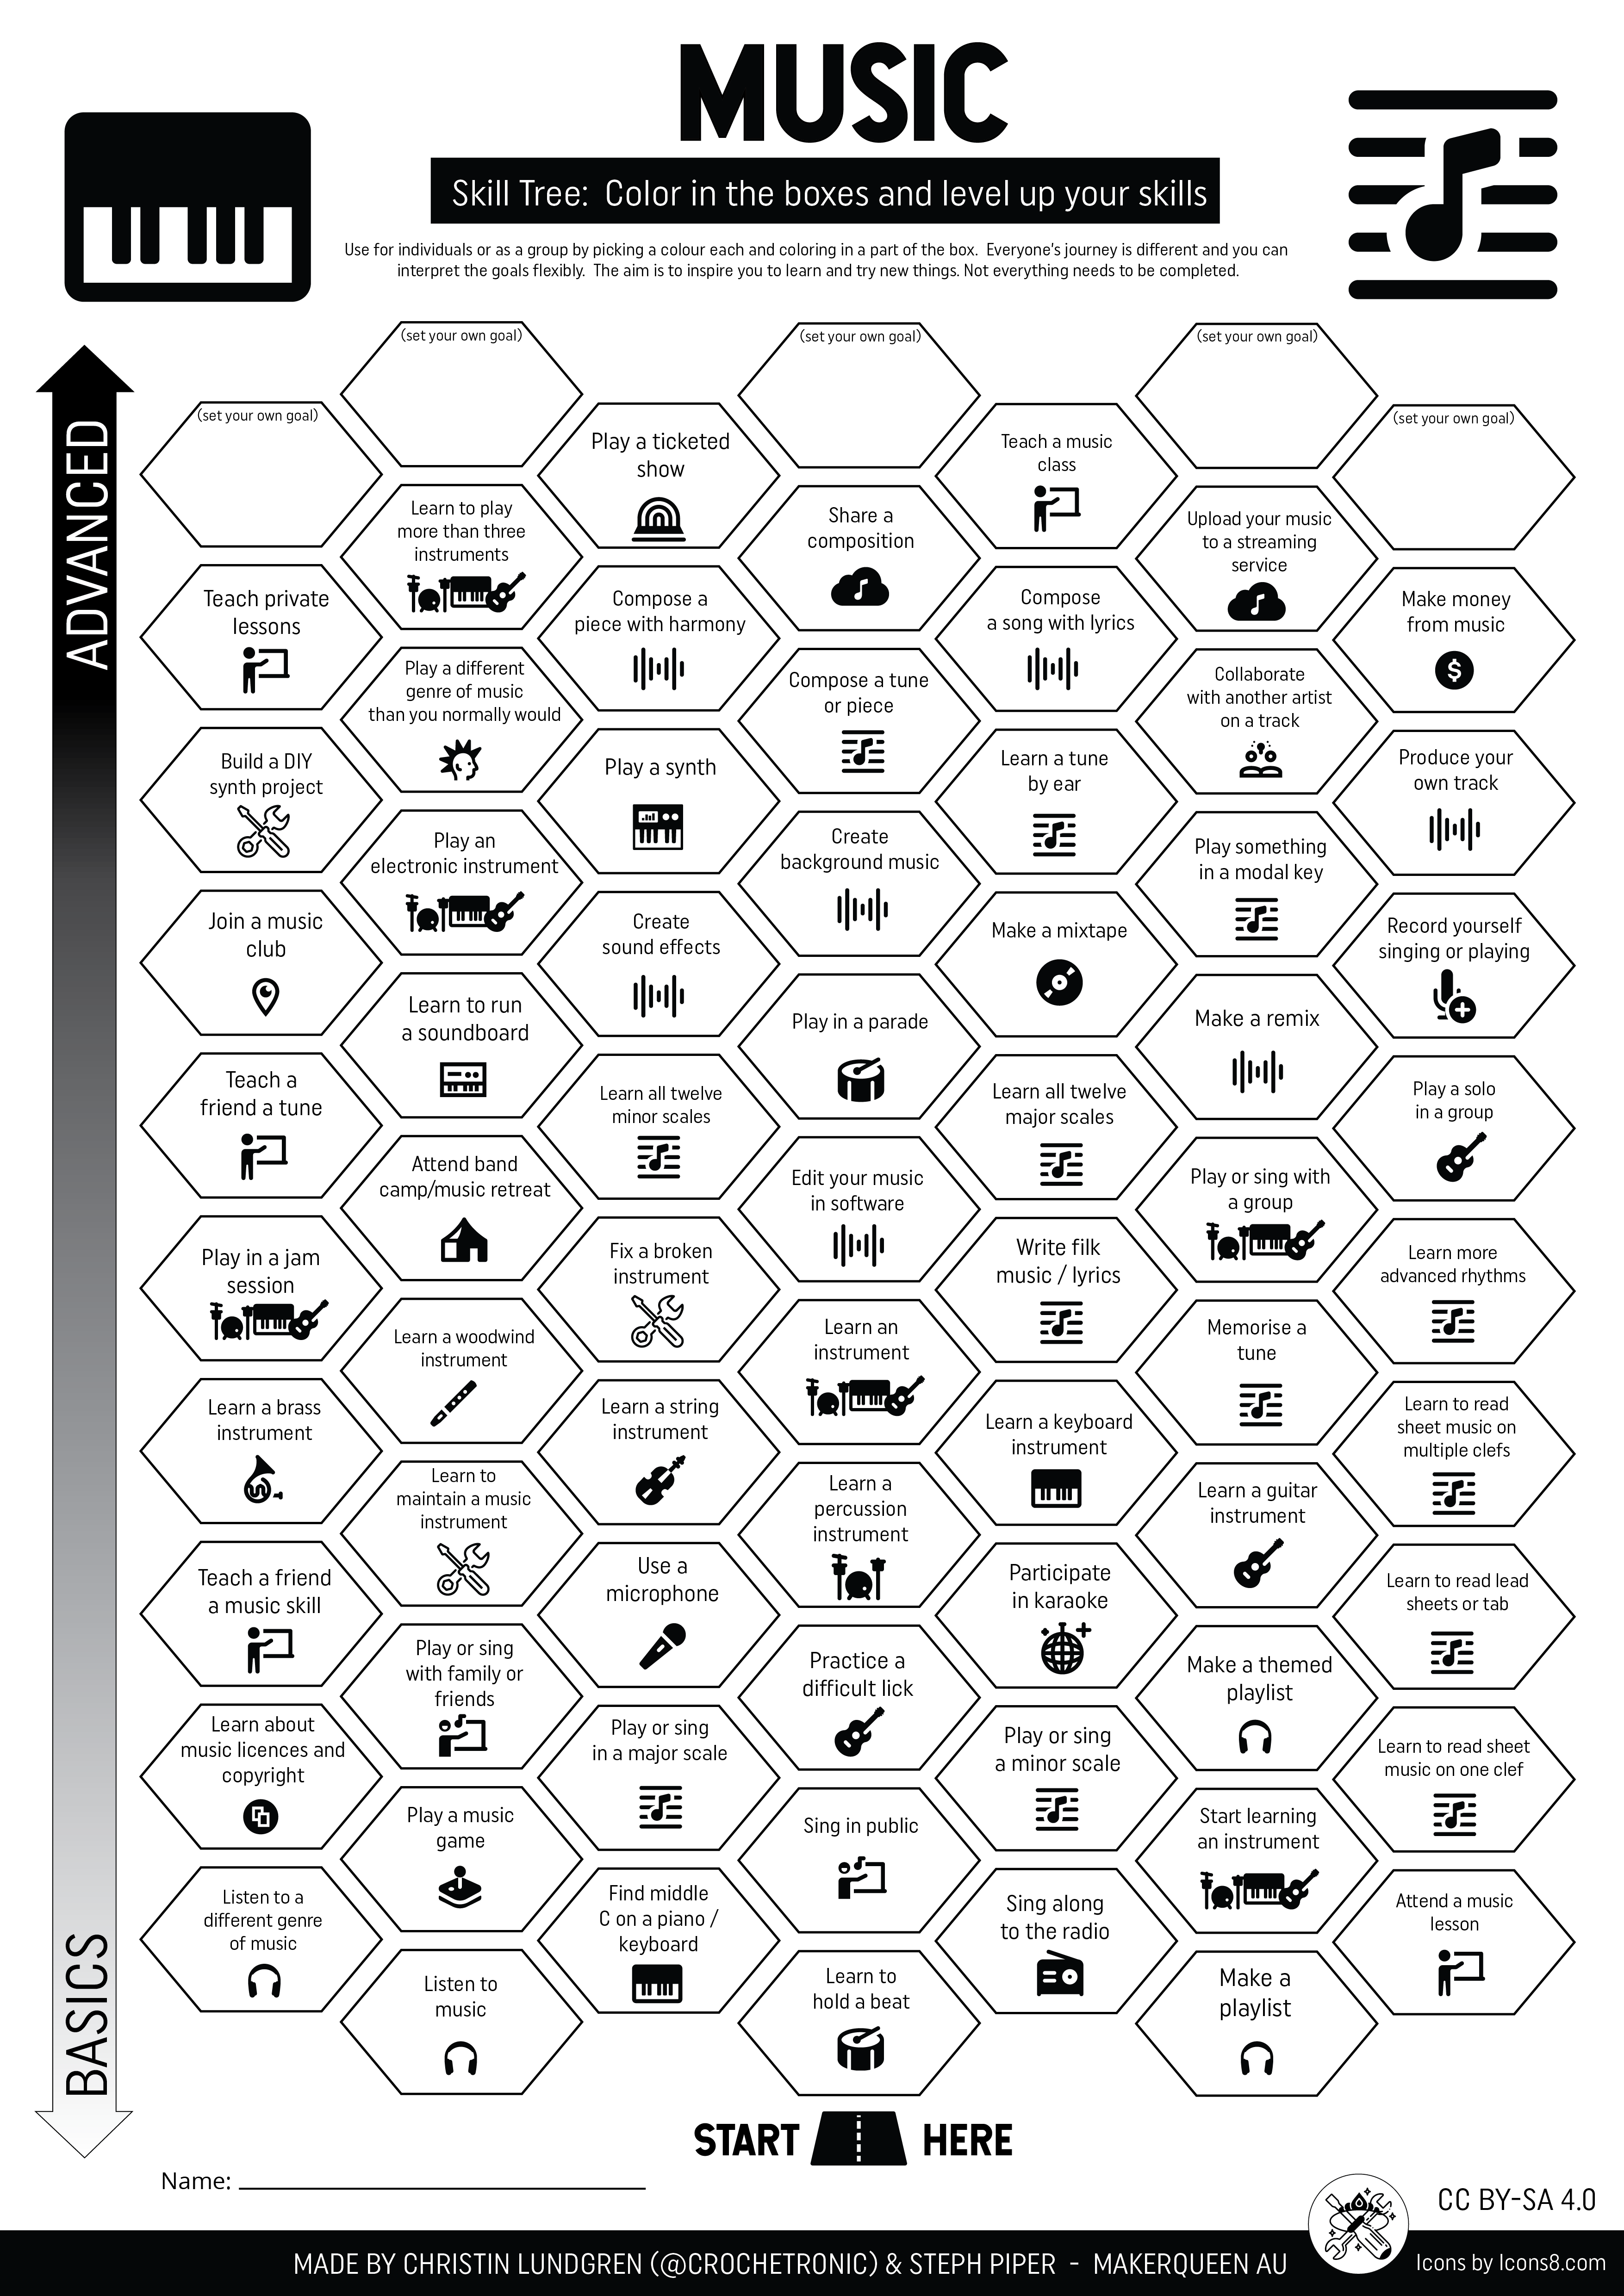 MUSIC
Skill Tree:  Color in the boxes and level up your skills
Use for individuals or as a group by picking a colour each and coloring in a part of the box.  Everyone's journey is different and you can
interpret the goals flexibly.  The aim is to inspire you to learn and try new things. Not everything needs to be completed.
ADVANCED
BASICS
(set your own goal)
(set your own goal)
(set your own goal)
(set your own goal)
(set your own goal)
Play a ticketed
show
Teach a music
class
Learn to play
more than three
instruments
Share a
composition
Upload your music
to a streaming
service
Teach private
lessons
Compose a
piece with harmony
Compose
a song with lyrics
Make money
from music
Play a different
genre of music
than you normally would
Compose a tune
or piece
Collaborate
with another artist
on a track
Build a DIY
synth project
Play a synth
Learn a tune
by ear
Produce your
own track
Play an
electronic instrument
Create
background music
Play something
in a modal key
Join a music
club
Create
sound effects
Make a mixtape
Record yourself
singing or playing
Learn to run
a soundboard
Play in a parade
Make a remix
Teach a
friend a tune
Learn all twelve
minor scales
Learn all twelve
major scales
Play a solo
in a group
Attend band
camp/music retreat
Edit your music
in software
Play or sing with
a group
Play in a jam
session
Fix a broken
instrument
Write filk
music / lyrics
Learn more
advanced rhythms
Learn a woodwind
instrument
Learn an
instrument
Memorise a
tune
Learn a brass
instrument
Learn a string
instrument
Learn a keyboard
instrument
Learn to read
sheet music on
multiple clefs
Learn to
maintain a music
instrument
Learn a
percussion
instrument
Learn a guitar
instrument
Teach a friend
a music skill
Use a
microphone
Participate
in karaoke
Learn to read lead
sheets or tab
Play or sing
with family or
friends
Practice a
difficult lick
Make a themed
playlist
Learn about
music licences and
copyright
Play or sing
in a major scale
Play or sing
a minor scale
Learn to read sheet
music on one clef
Play a music
game
Sing in public
Start learning
an instrument
Listen to a
different genre
of music
Find middle
C on a piano /
keyboard
Sing along
to the radio
Attend a music
lesson
Listen to
music
Learn to
hold a beat
Make a
playlist
START HERE
Name:
CC BY-SA 4.0
MADE BY CHRISTIN LUNDGREN (@CROCHETRONIC) & STEPH PIPER  -  MAKERQUEEN AU
Icons by Icons8.com